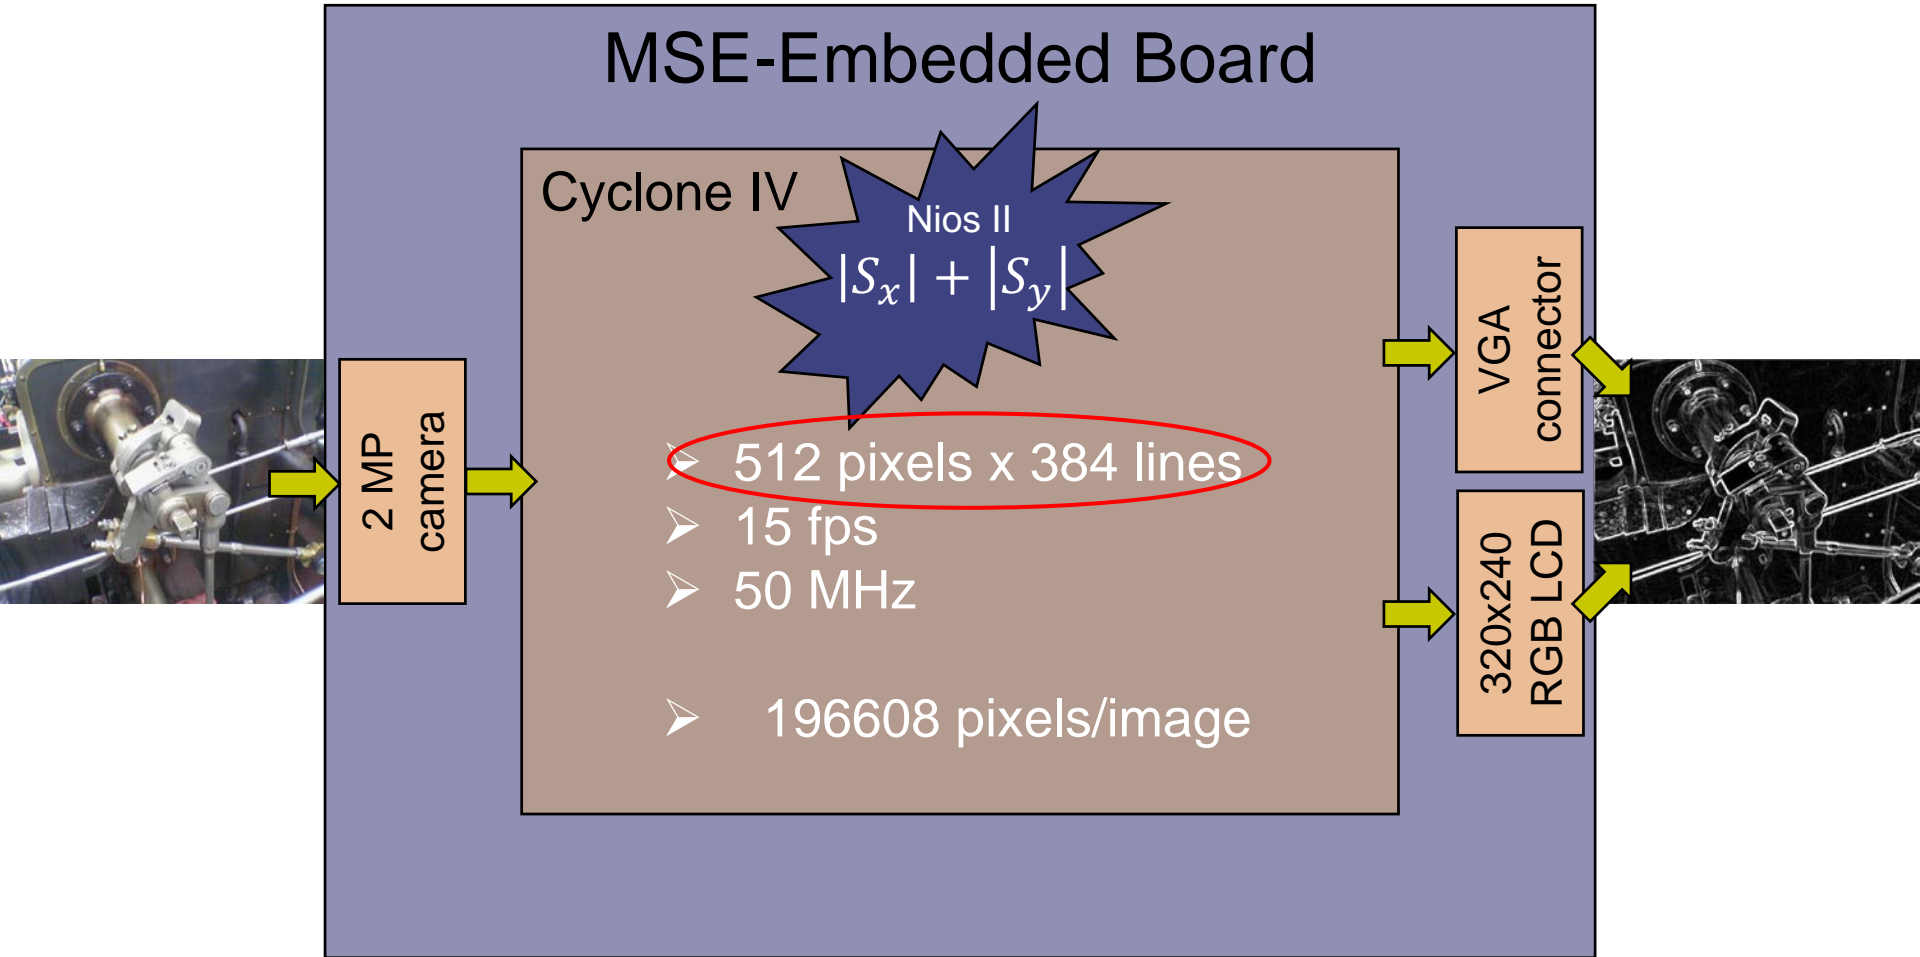 MSE-Embedded Board
Cyclone IV
Nios II
|Sₓ| + |S_y|
➢ 512 pixels x 384 lines
➢ 15 fps
➢ 50 MHz
➢ 196608 pixels/image
2 MP
camera
VGA
connector
320x240
RGB LCD